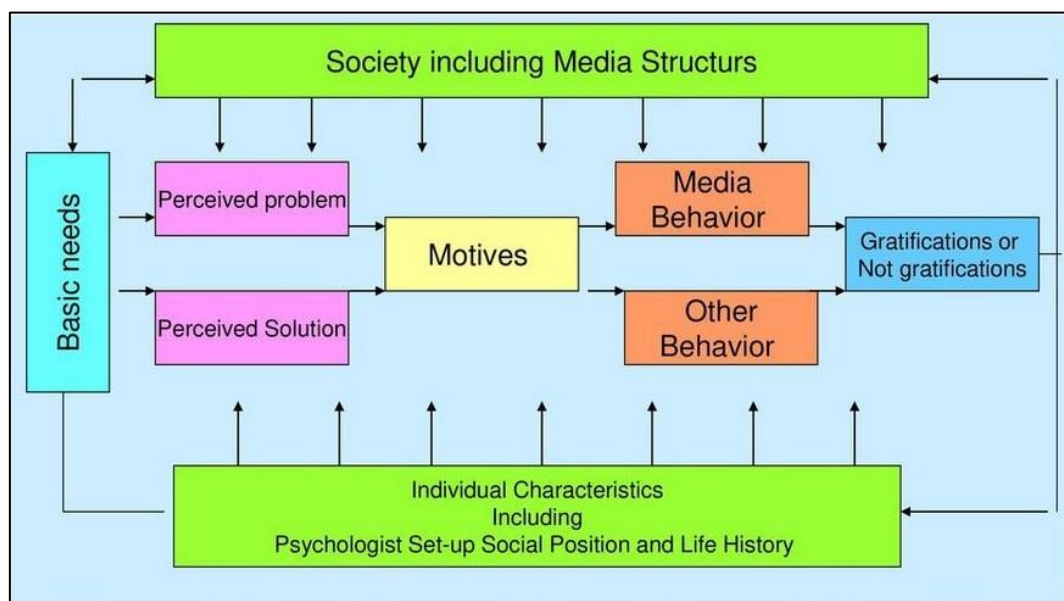 Society including Media Structurs
Basic needs
Perceived problem
Perceived Solution
Motives
Media
Behavior
Other
Behavior
Gratifications or
Not gratifications
Individual Characteristics
Including
Psychologist Set-up Social Position and Life History